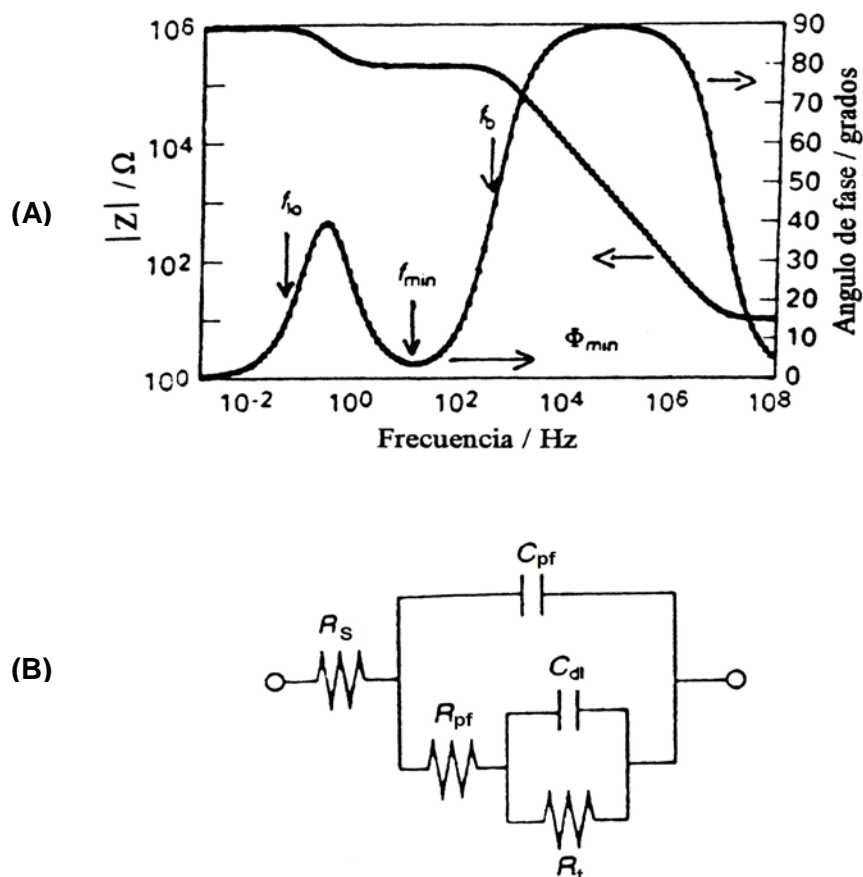 (A)
|Z| / Ω
10⁶
10⁴
10²
10⁰
f_lo
f_min
f_b
Φ_min
90
80
70
60
50
40
30
20
10
0
Angulo de fase / grados
10⁻² 10⁰ 10² 10⁴ 10⁶ 10⁸
Frecuencia / Hz
(B)
C_pf
R_S
C_dl
R_pf
R_t